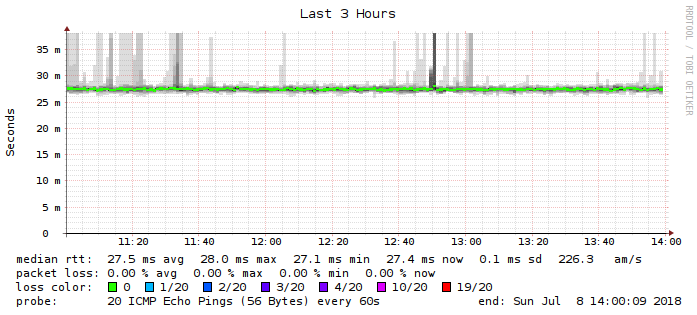 Last 3 Hours
RRDTOOL / TOBI OETIKER
Seconds
35 m
30 m
25 m
20 m
15 m
10 m
5 m
0
11:20 11:40 12:00 12:20 12:40 13:00 13:20 13:40 14:00
median rtt: 27.5 ms avg 28.0 ms max 27.1 ms min 27.4 ms now 0.1 ms sd 226.3 am/s
packet loss: 0.00 % avg 0.00 % max 0.00 % min 0.00 % now
loss color: 0 1/20 2/20 3/20 4/20 10/20 19/20
probe: 20 ICMP Echo Pings (56 Bytes) every 60s end: Sun Jul 8 14:00:09 2018